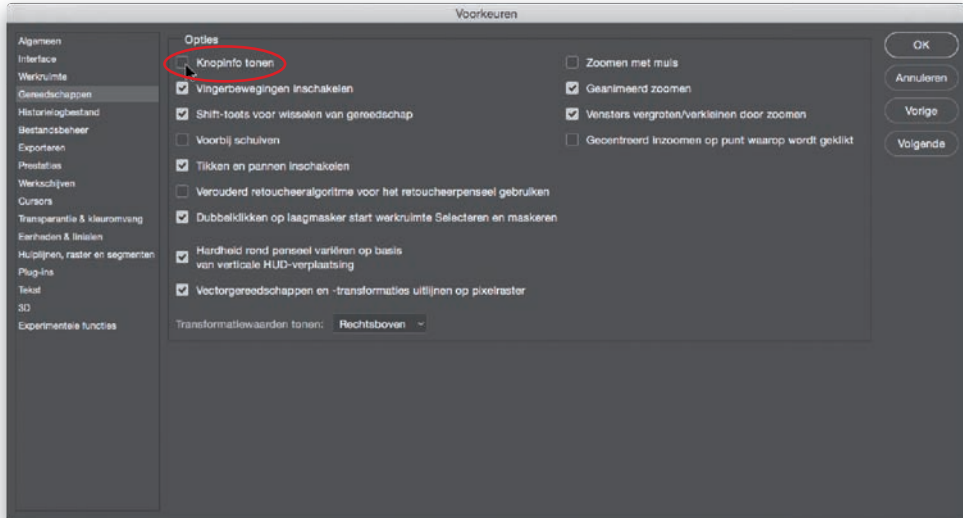 Voorkeuren
Algemeen
Interface
Werkruimte
Gereedschappen
Historielogbestand
Bestandsbeheer
Exporteren
Prestaties
Werkschijven
Cursors
Transparantie & kleuromvang
Eenheden & linialen
Hulplijnen, raster en segmenten
Plug-ins
Tekst
3D
Experimentele functies
Opties
Knopinfo tonen
Vingerbewegingen inschakelen
Shift-toets voor wisselen van gereedschap
Voorbij schuiven
Tikken en pannen inschakelen
Verouderd retoucheeralgoritme voor het retoucheerpenseel gebruiken
Dubbelklikken op laagmasker start werkruimte Selecteren en maskeren
Hardheid rond penseel variëren op basis
van verticale HUD-verplaatsing
Vectorgereedschappen en -transformaties uitlijnen op pixelraster
Transformatiewaarden tonen: Rechtsboven
Zoomen met muis
Geanimeerd zoomen
Vensters vergroten/verkleinen door zoomen
Gecentreerd inzoomen op punt waarop wordt geklikt
OK
Annuleren
Vorige
Volgende